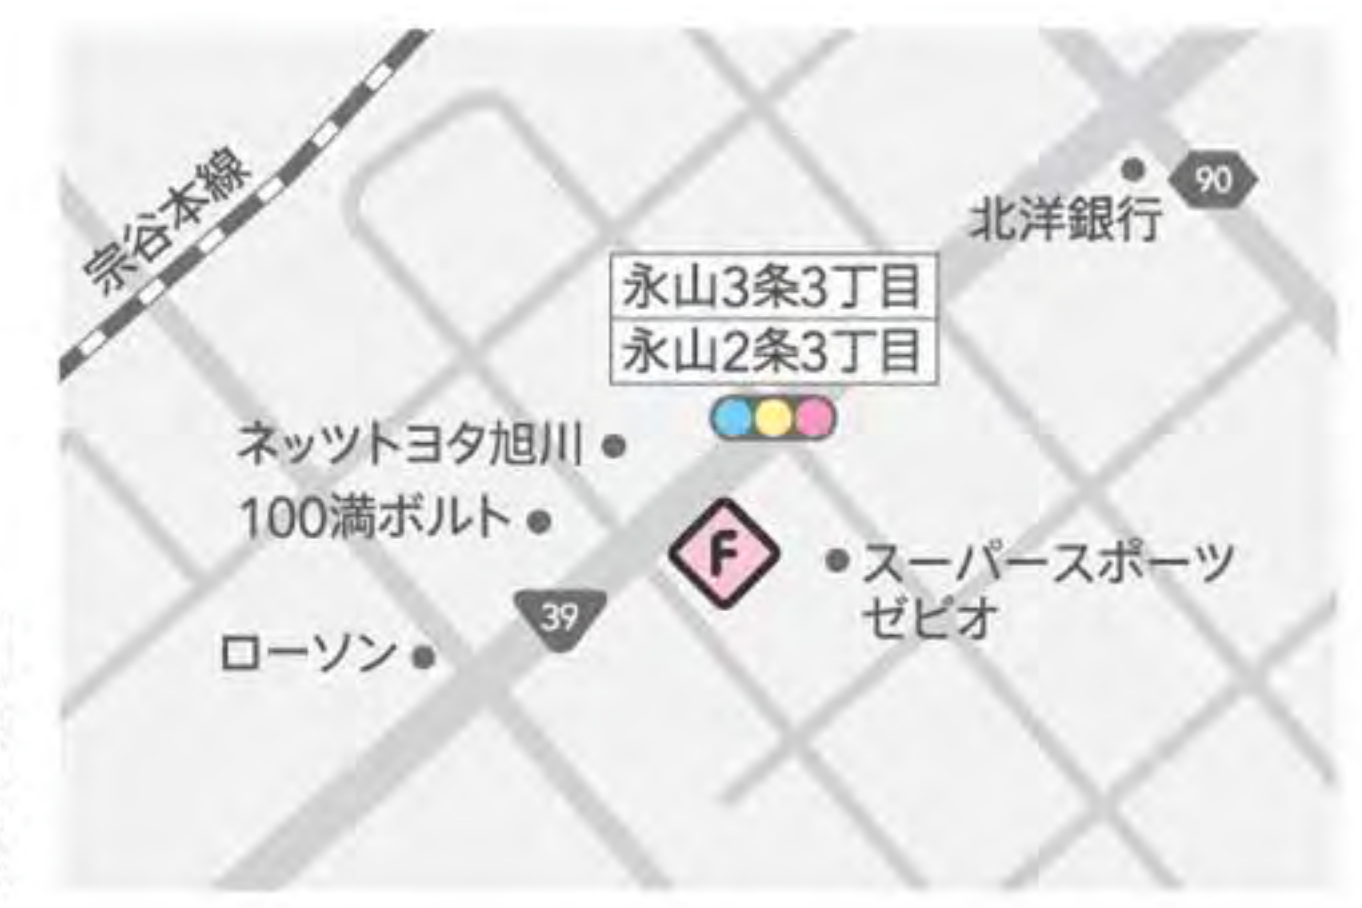 宗谷本線
90
北洋銀行
永山3条3丁目
永山2条3丁目
ネッツトヨタ旭川
100満ボルト
F
スーパースポーツ
ゼビオ
39
ローソン